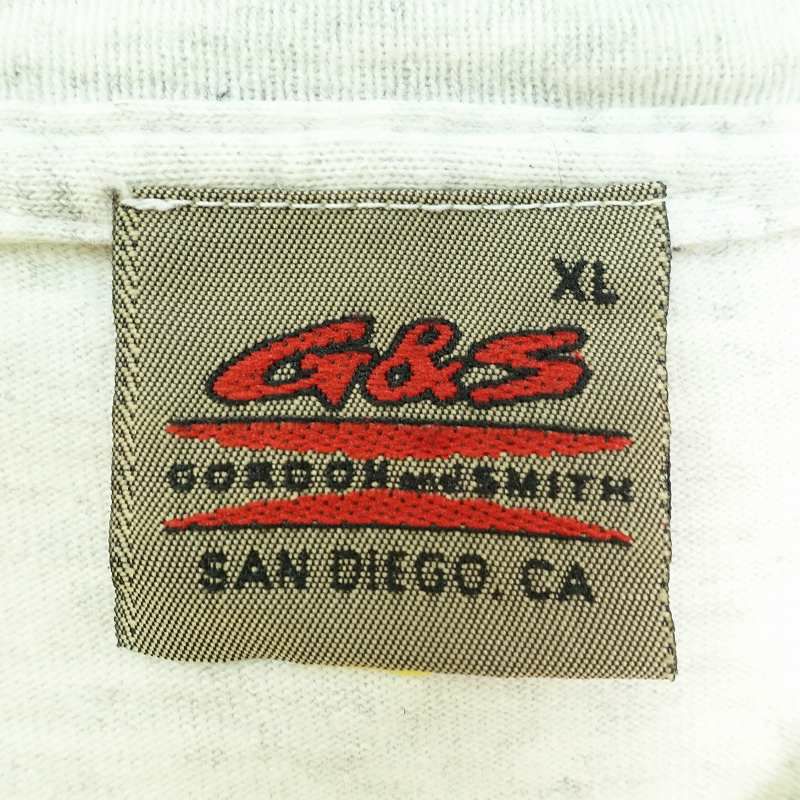 XL
G&S
GORDON and SMITH
SAN DIEGO, CA